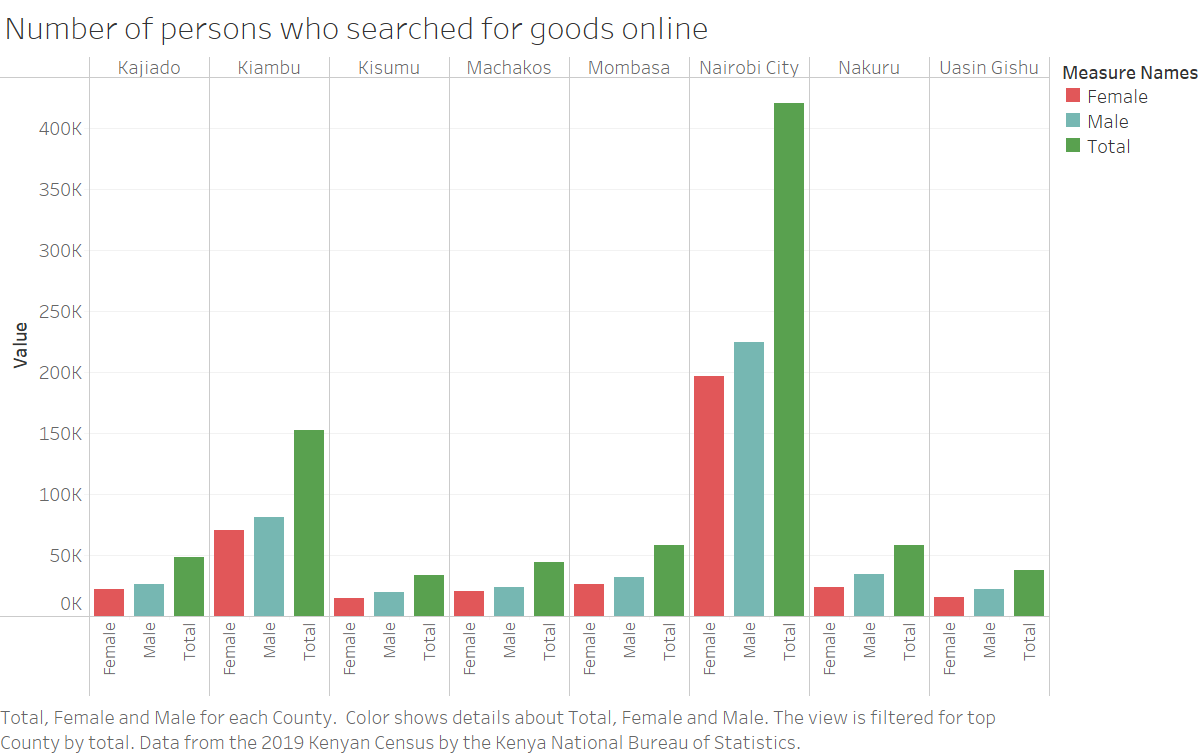 Number of persons who searched for goods online
Kajiado Kiambu Kisumu Machakos Mombasa Nairobi City Nakuru Uasin Gishu
Measure Names
Female
Male
Total
400K
350K
300K
250K
200K
150K
100K
50K
0K
Value
Female Male Total Female Male Total Female Male Total Female Male Total Female Male Total Female Male Total Female Male Total Female Male Total
Total, Female and Male for each County.  Color shows details about Total, Female and Male. The view is filtered for top
County by total. Data from the 2019 Kenyan Census by the Kenya National Bureau of Statistics.